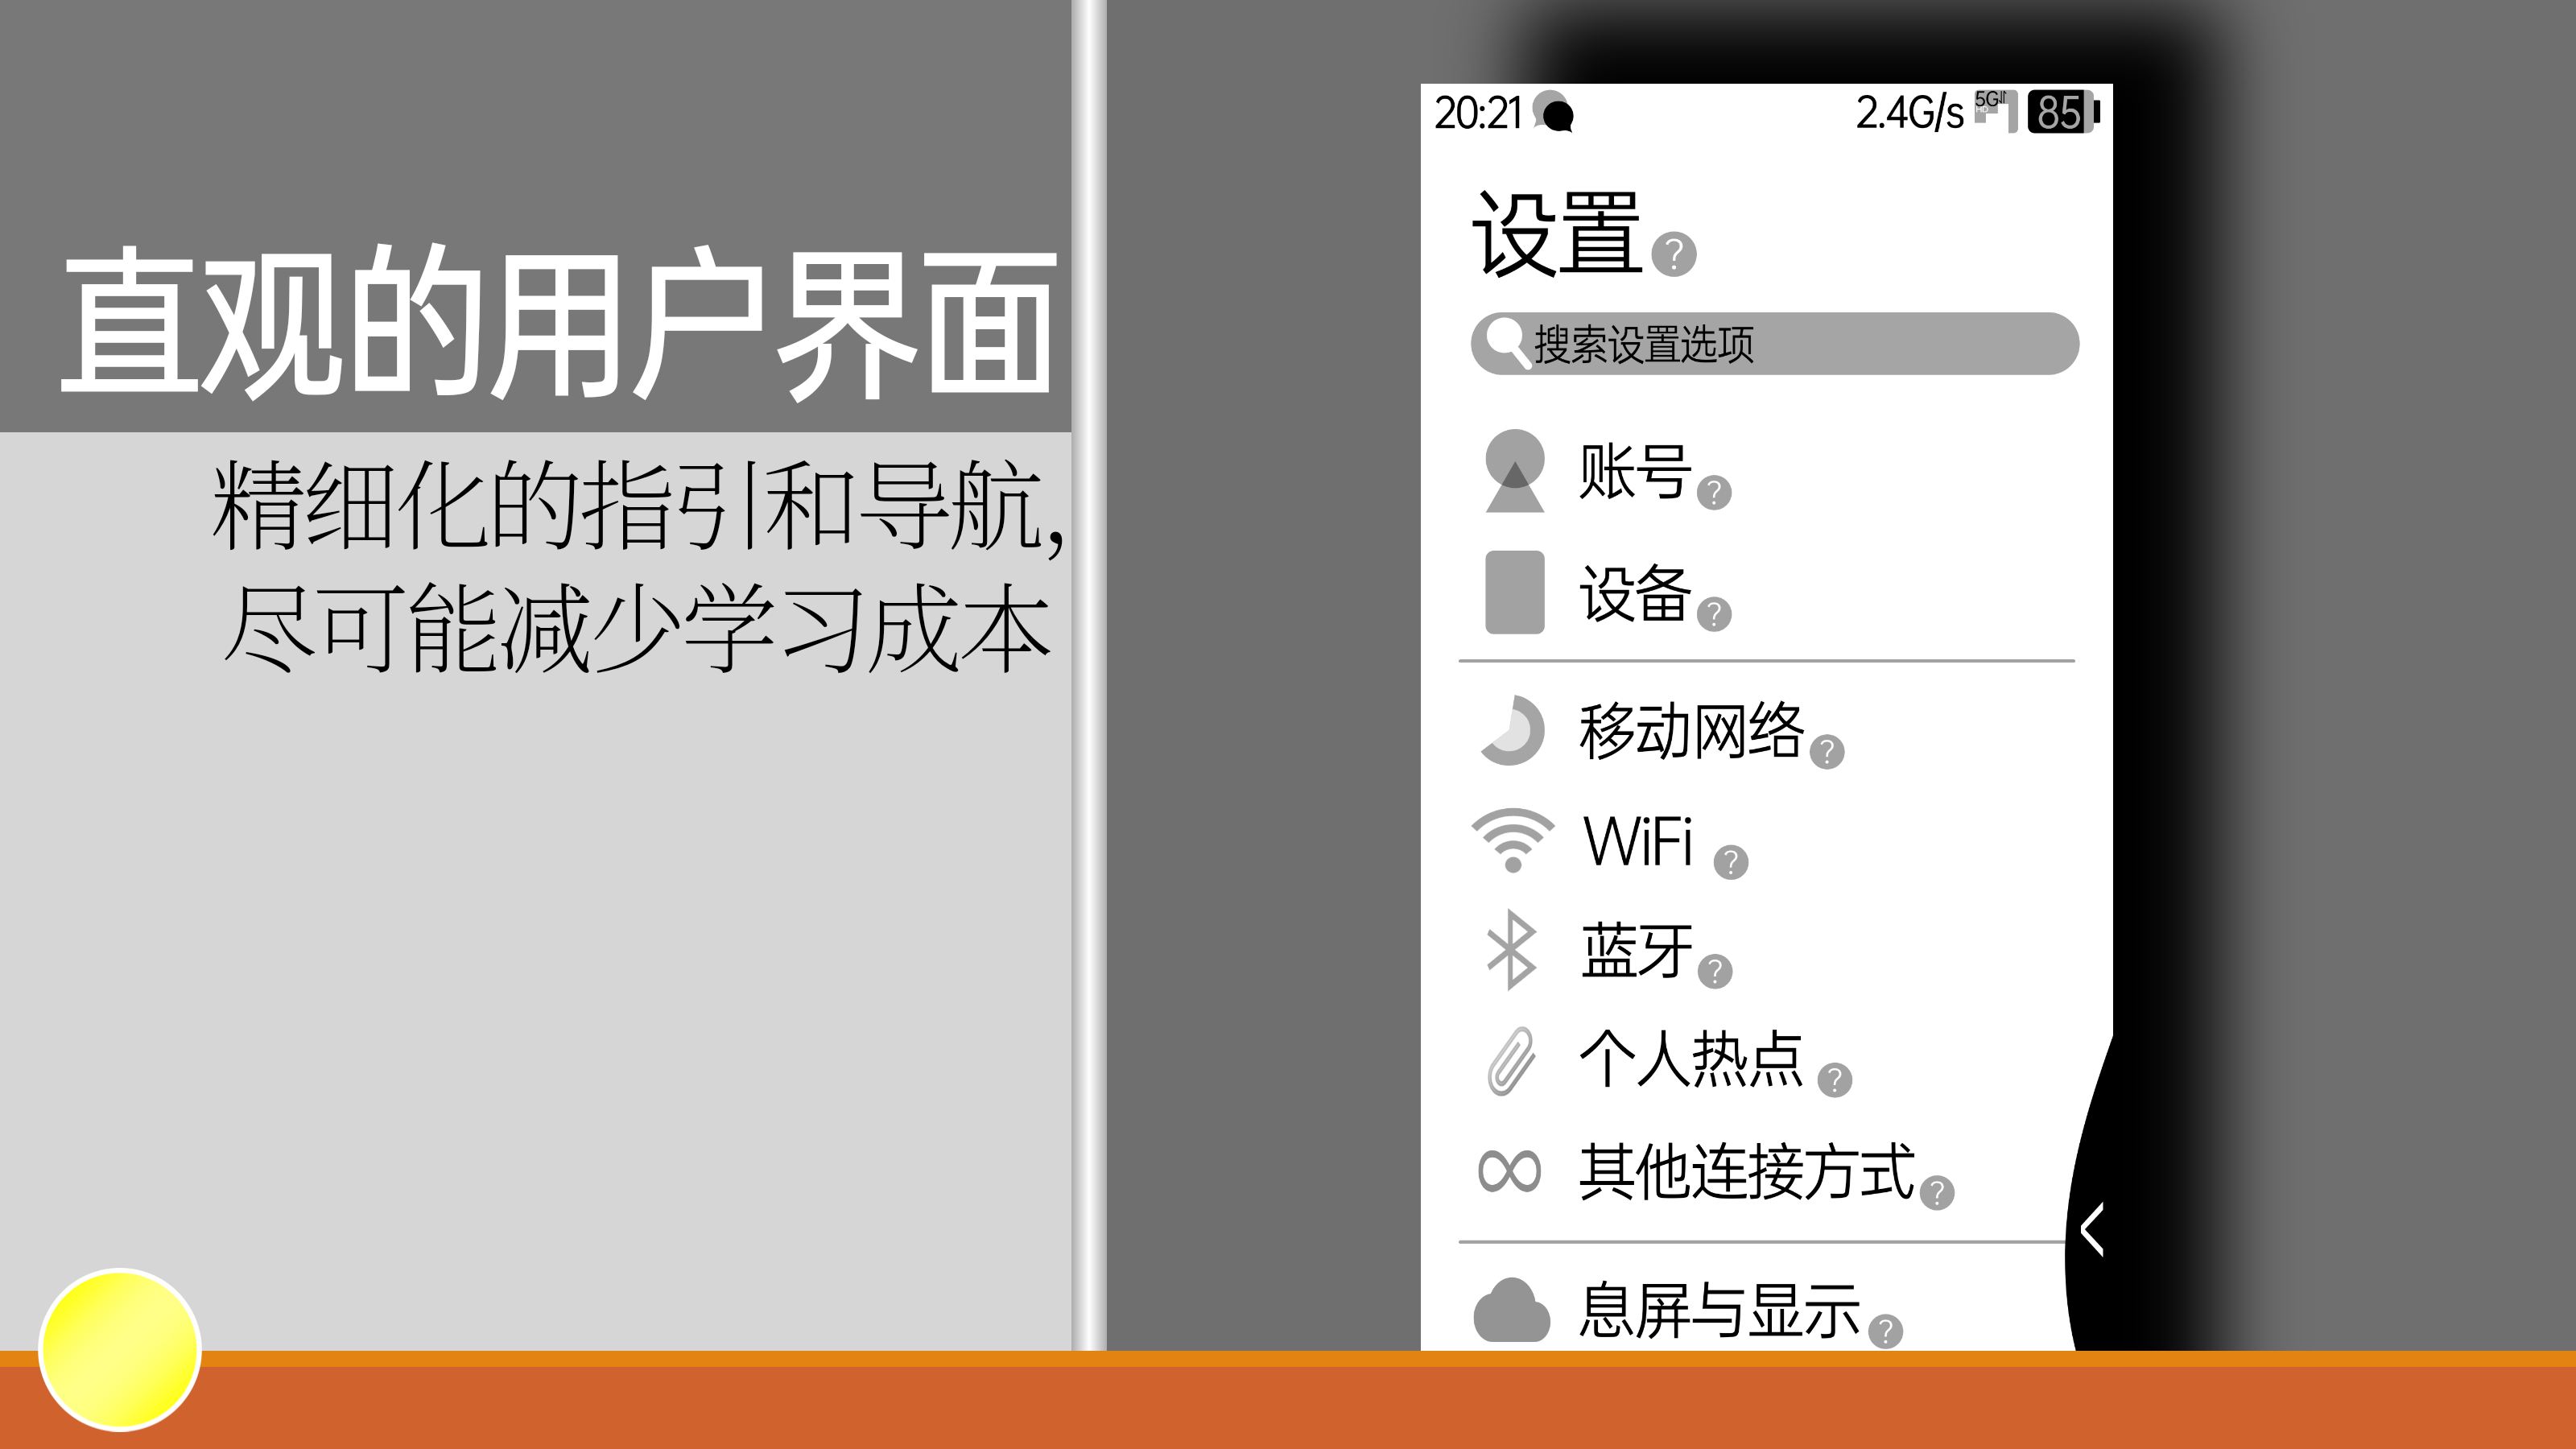 直观的用户界面
精细化的指引和导航,
尽可能减少学习成本
20:21 2.4G/s 5G HD 85
设置 ?
搜索设置选项
账号 ?
设备 ?
移动网络 ?
WiFi ?
蓝牙 ?
个人热点 ?
其他连接方式 ?
息屏与显示 ?